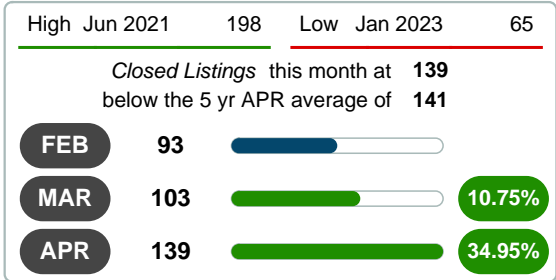 High Jun 2021 198 Low Jan 2023 65
Closed Listings this month at 139
below the 5 yr APR average of 141
FEB 93
MAR 103 10.75%
APR 139 34.95%